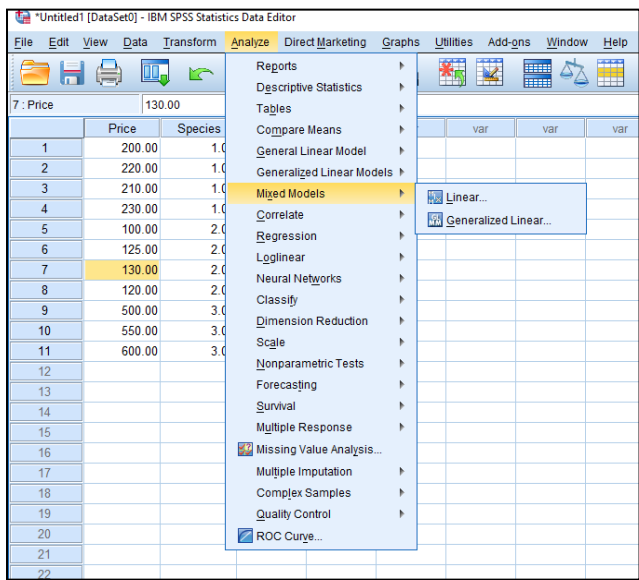 *Untitled1 [DataSet0] - IBM SPSS Statistics Data Editor
File Edit View Data Transform Analyze Direct Marketing Graphs Utilities Add-ons Window Help
7 : Price 130.00
Price Species var var var
1 200.00 1.0
2 220.00 1.0
3 210.00 1.0
4 230.00 1.0
5 100.00 2.0
6 125.00 2.0
7 130.00 2.0
8 120.00 2.0
9 500.00 3.0
10 550.00 3.0
11 600.00 3.0
12
13
14
15
16
17
18
19
20
21
22
Reports
Descriptive Statistics
Tables
Compare Means
General Linear Model
Generalized Linear Models
Mixed Models
Correlate
Regression
Loglinear
Neural Networks
Classify
Dimension Reduction
Scale
Nonparametric Tests
Forecasting
Survival
Multiple Response
Missing Value Analysis...
Multiple Imputation
Complex Samples
Quality Control
ROC Curve...
Linear...
Generalized Linear...